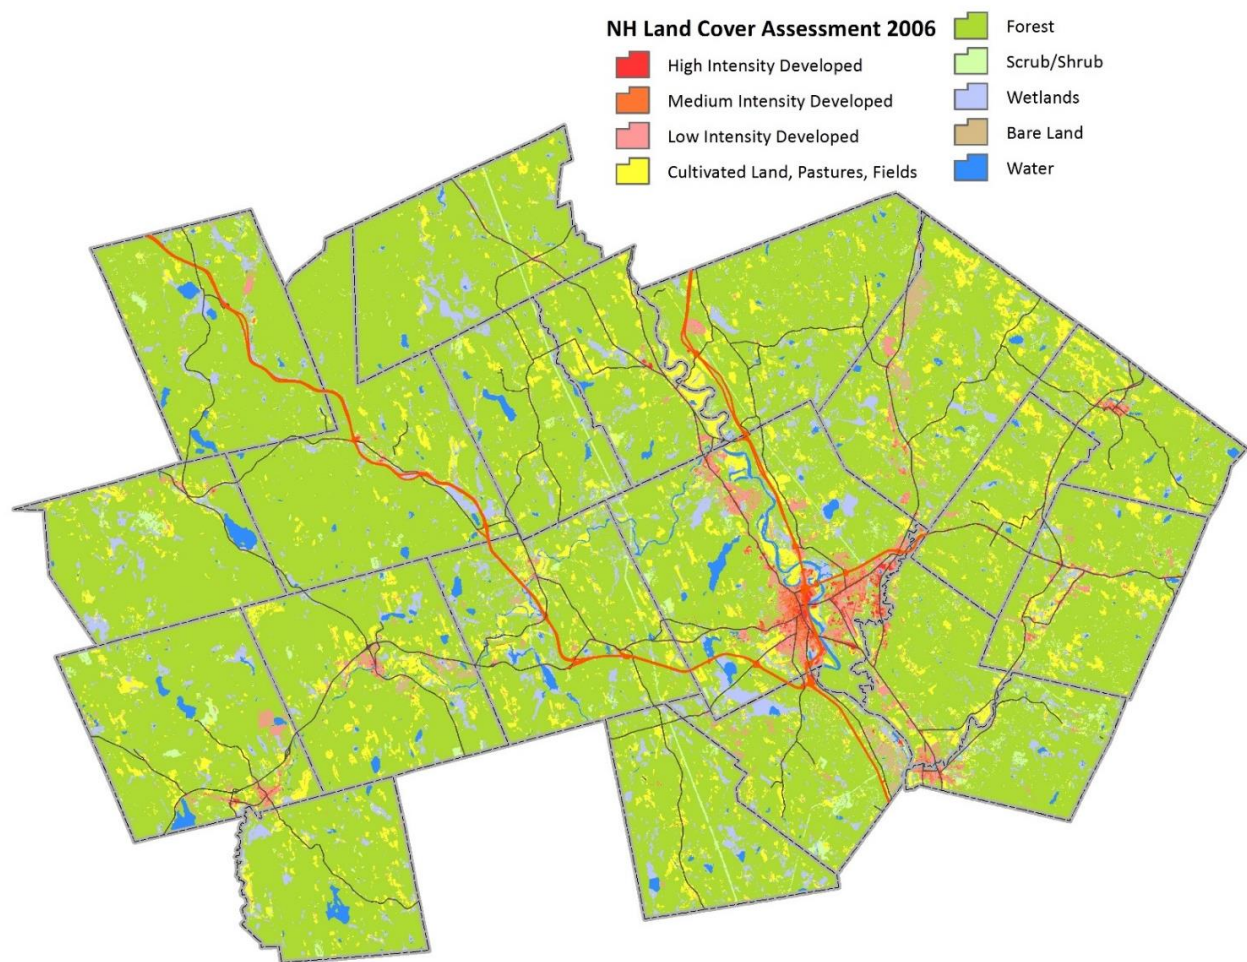 NH Land Cover Assessment 2006
High Intensity Developed
Medium Intensity Developed
Low Intensity Developed
Cultivated Land, Pastures, Fields
Forest
Scrub/Shrub
Wetlands
Bare Land
Water